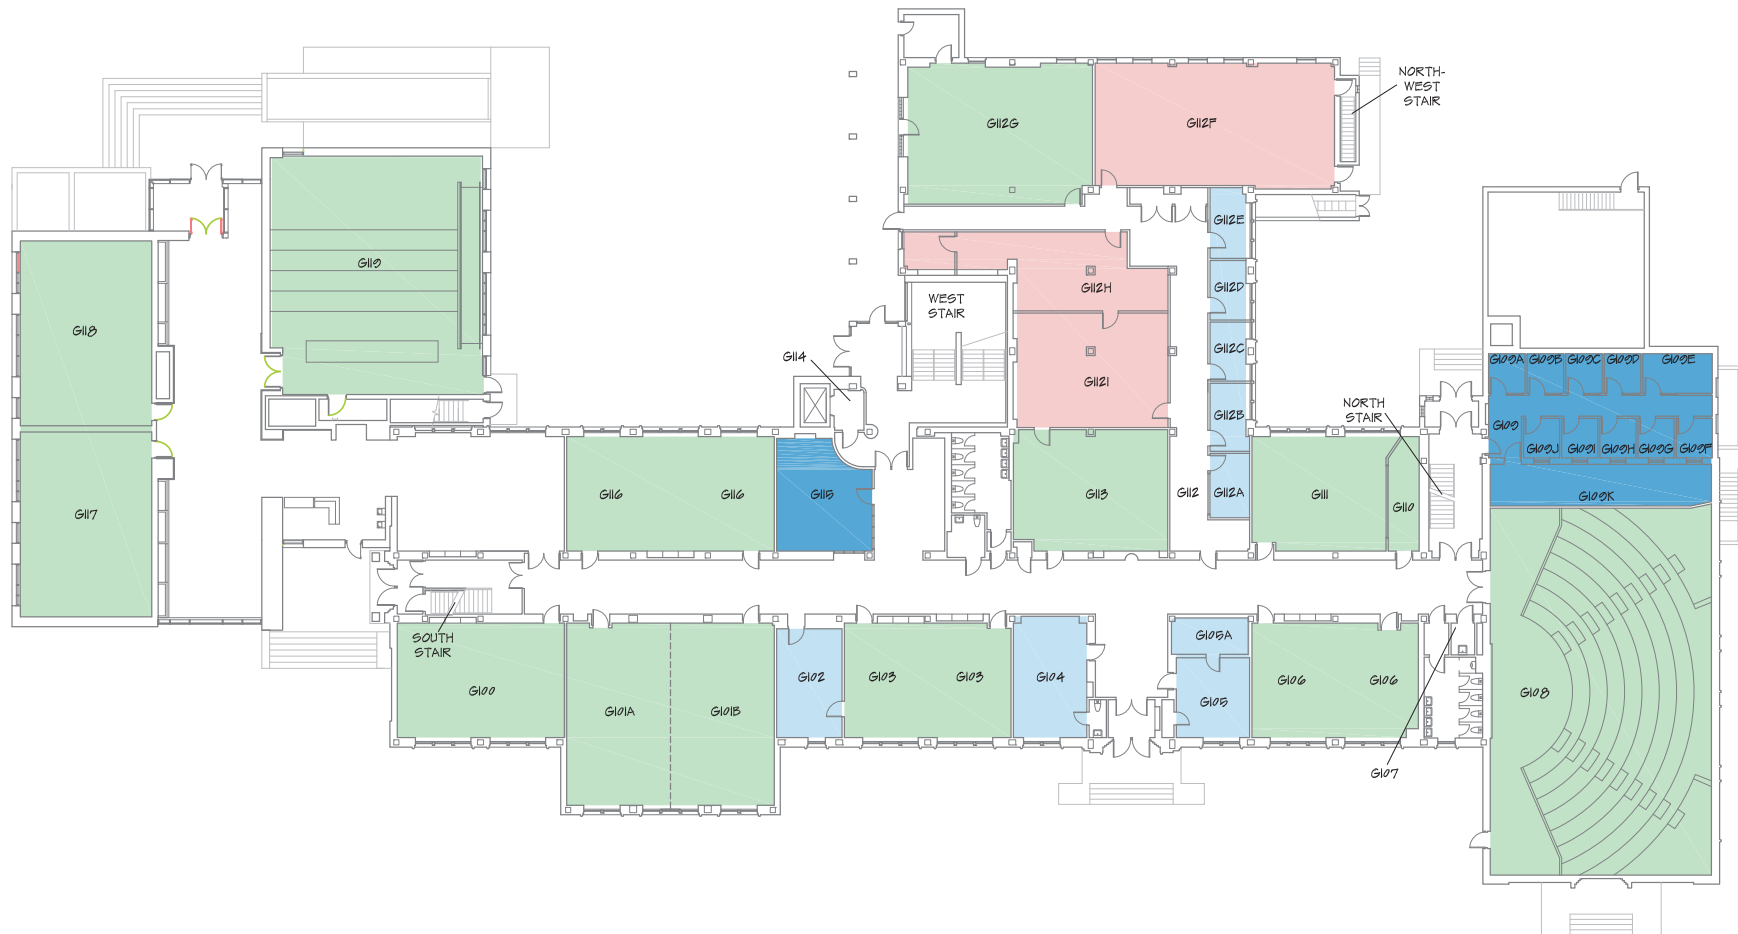 NORTH-
WEST
STAIR
G112G
G112F
G112E
G119
G112H
G112D
WEST
STAIR
G118
G114
G112C
G109A
G109B
G109C
G109D
G109E
G112I
NORTH
STAIR
G112B
G109
G109J
G109I
G109H
G109G
G109F
G116
G116
G115
G113
G112
G112A
G111
G110
G109K
G117
SOUTH
STAIR
G105A
G100
G102
G103
G103
G104
G106
G106
G108
G101A
G101B
G105
G107